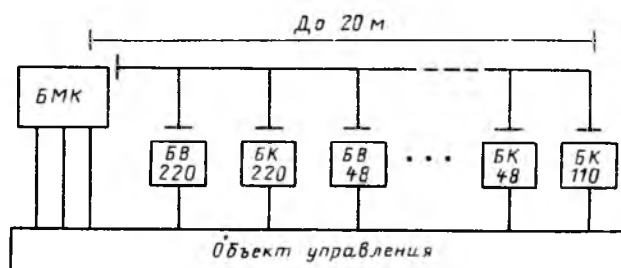 До 20 м
БМК
БВ
220
БК
220
БВ
48
• • •
БК
48
БК
110
Объект управления